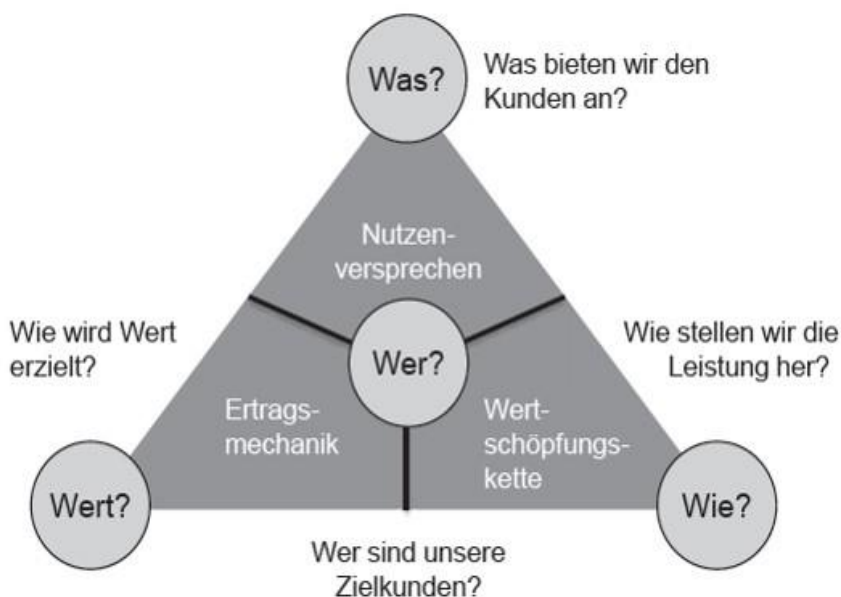 Was?
Was bieten wir den
Kunden an?
Nutzen-
versprechen
Wie wird Wert
erzielt?
Wer?
Wie stellen wir die
Leistung her?
Ertrags-
mechanik
Wert-
schöpfungs-
kette
Wert?
Wie?
Wer sind unsere
Zielkunden?